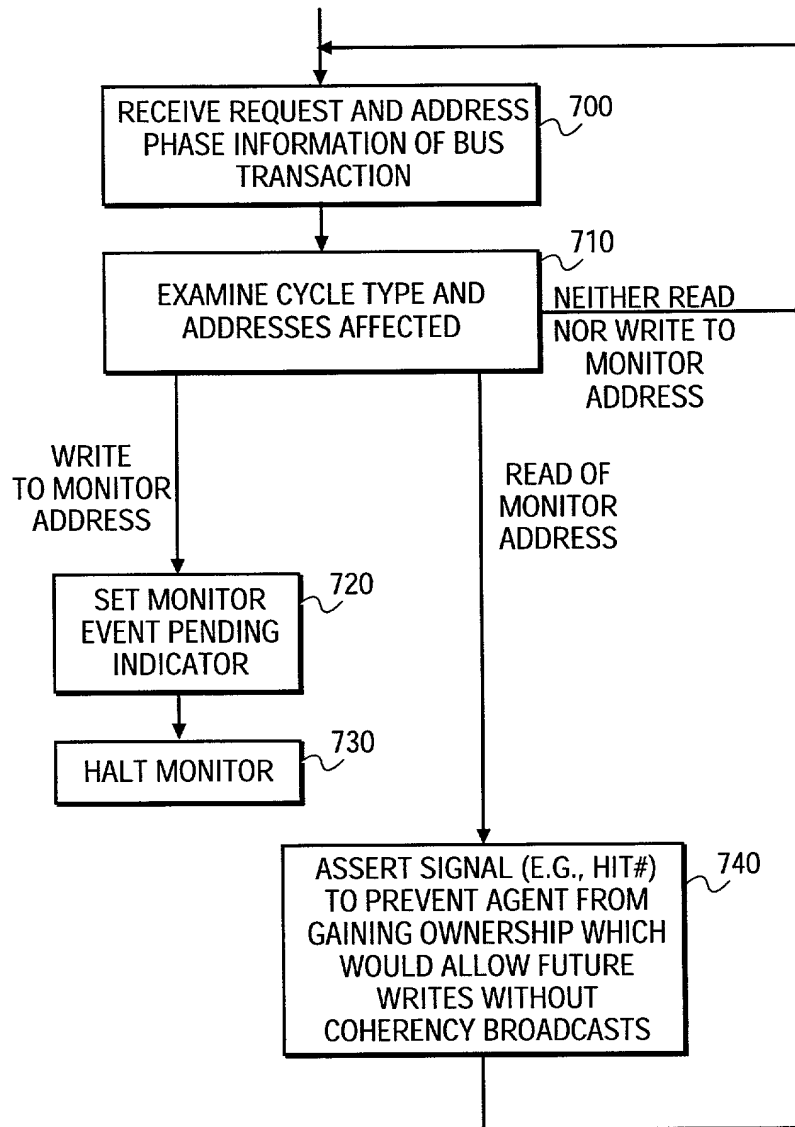 RECEIVE REQUEST AND ADDRESS
PHASE INFORMATION OF BUS
TRANSACTION
700
EXAMINE CYCLE TYPE AND
ADDRESSES AFFECTED
710
NEITHER READ
NOR WRITE TO
MONITOR
ADDRESS
WRITE
TO MONITOR
ADDRESS
READ OF
MONITOR
ADDRESS
SET MONITOR
EVENT PENDING
INDICATOR
720
HALT MONITOR
730
ASSERT SIGNAL (E.G., HIT#)
TO PREVENT AGENT FROM
GAINING OWNERSHIP WHICH
WOULD ALLOW FUTURE
WRITES WITHOUT
COHERENCY BROADCASTS
740